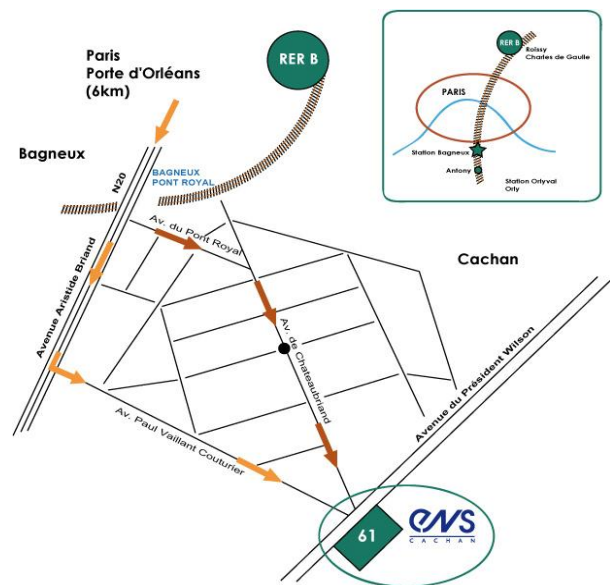 Paris
Porte d'Orléans
(6km)
RER B
RER B
Roissy
Charles de Gaulle
PARIS
Station Bagneux
Antony
Station Orlyval
Orly
Bagneux
N20
BAGNEUX
PONT ROYAL
Av. du Pont Royal
Cachan
Avenue Aristide Briand
Av. de Chateaubriand
Avenue du Président Wilson
Av. Paul Vaillant Couturier
61
ENS
CACHAN